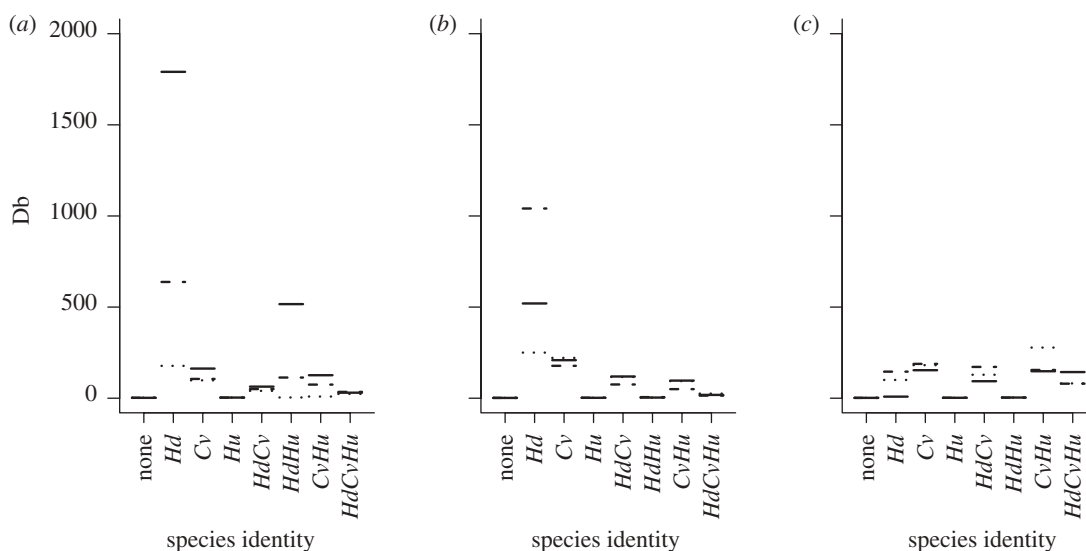 (a)
(b)
(c)
2000
1500
1000
500
0
Db
none
Hd
Cv
Hu
HdCv
HdHu
CvHu
HdCvHu
none
Hd
Cv
Hu
HdCv
HdHu
CvHu
HdCvHu
none
Hd
Cv
Hu
HdCv
HdHu
CvHu
HdCvHu
species identity
species identity
species identity